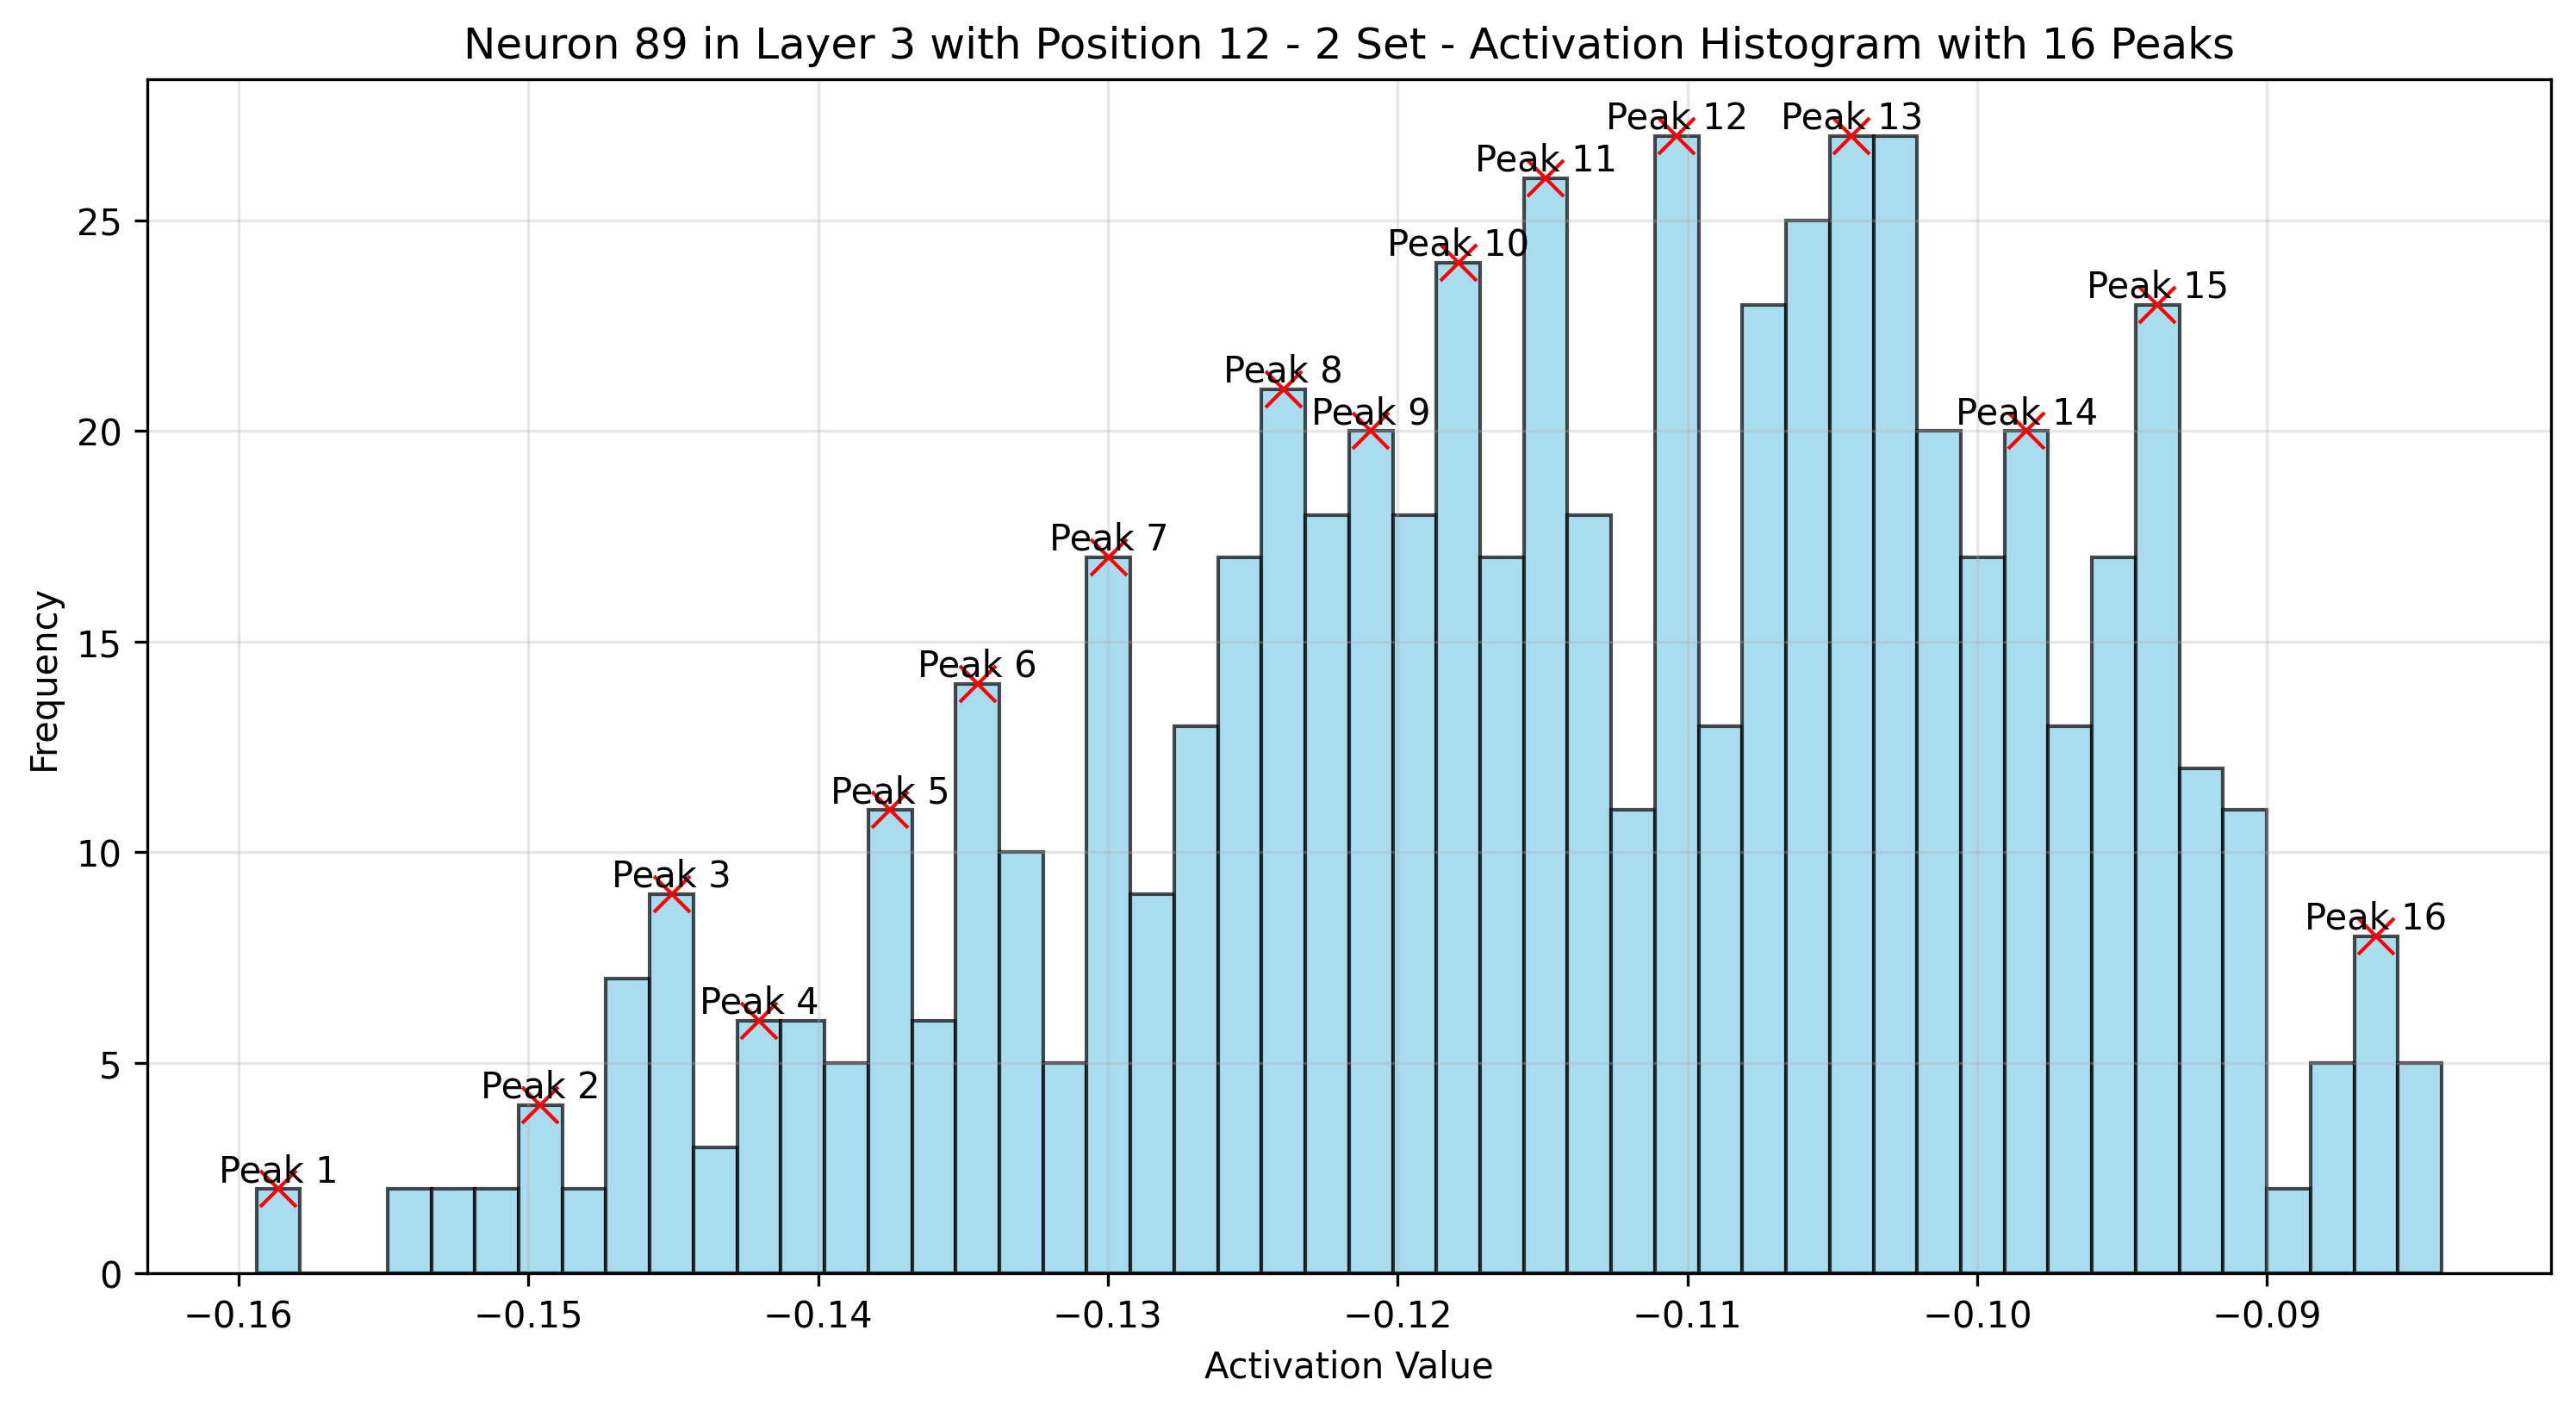 Neuron 89 in Layer 3 with Position 12 - 2 Set - Activation Histogram with 16 Peaks
Peak 12 Peak 13
Peak 11
Peak 10
Peak 15
Peak 8
Peak 9 Peak 14
Peak 7
Peak 6
Peak 5
Peak 3
Peak 16
Peak 4
Peak 2
Peak 1
25
20
15
10
5
0
Frequency
−0.16 −0.15 −0.14 −0.13 −0.12 −0.11 −0.10 −0.09
Activation Value